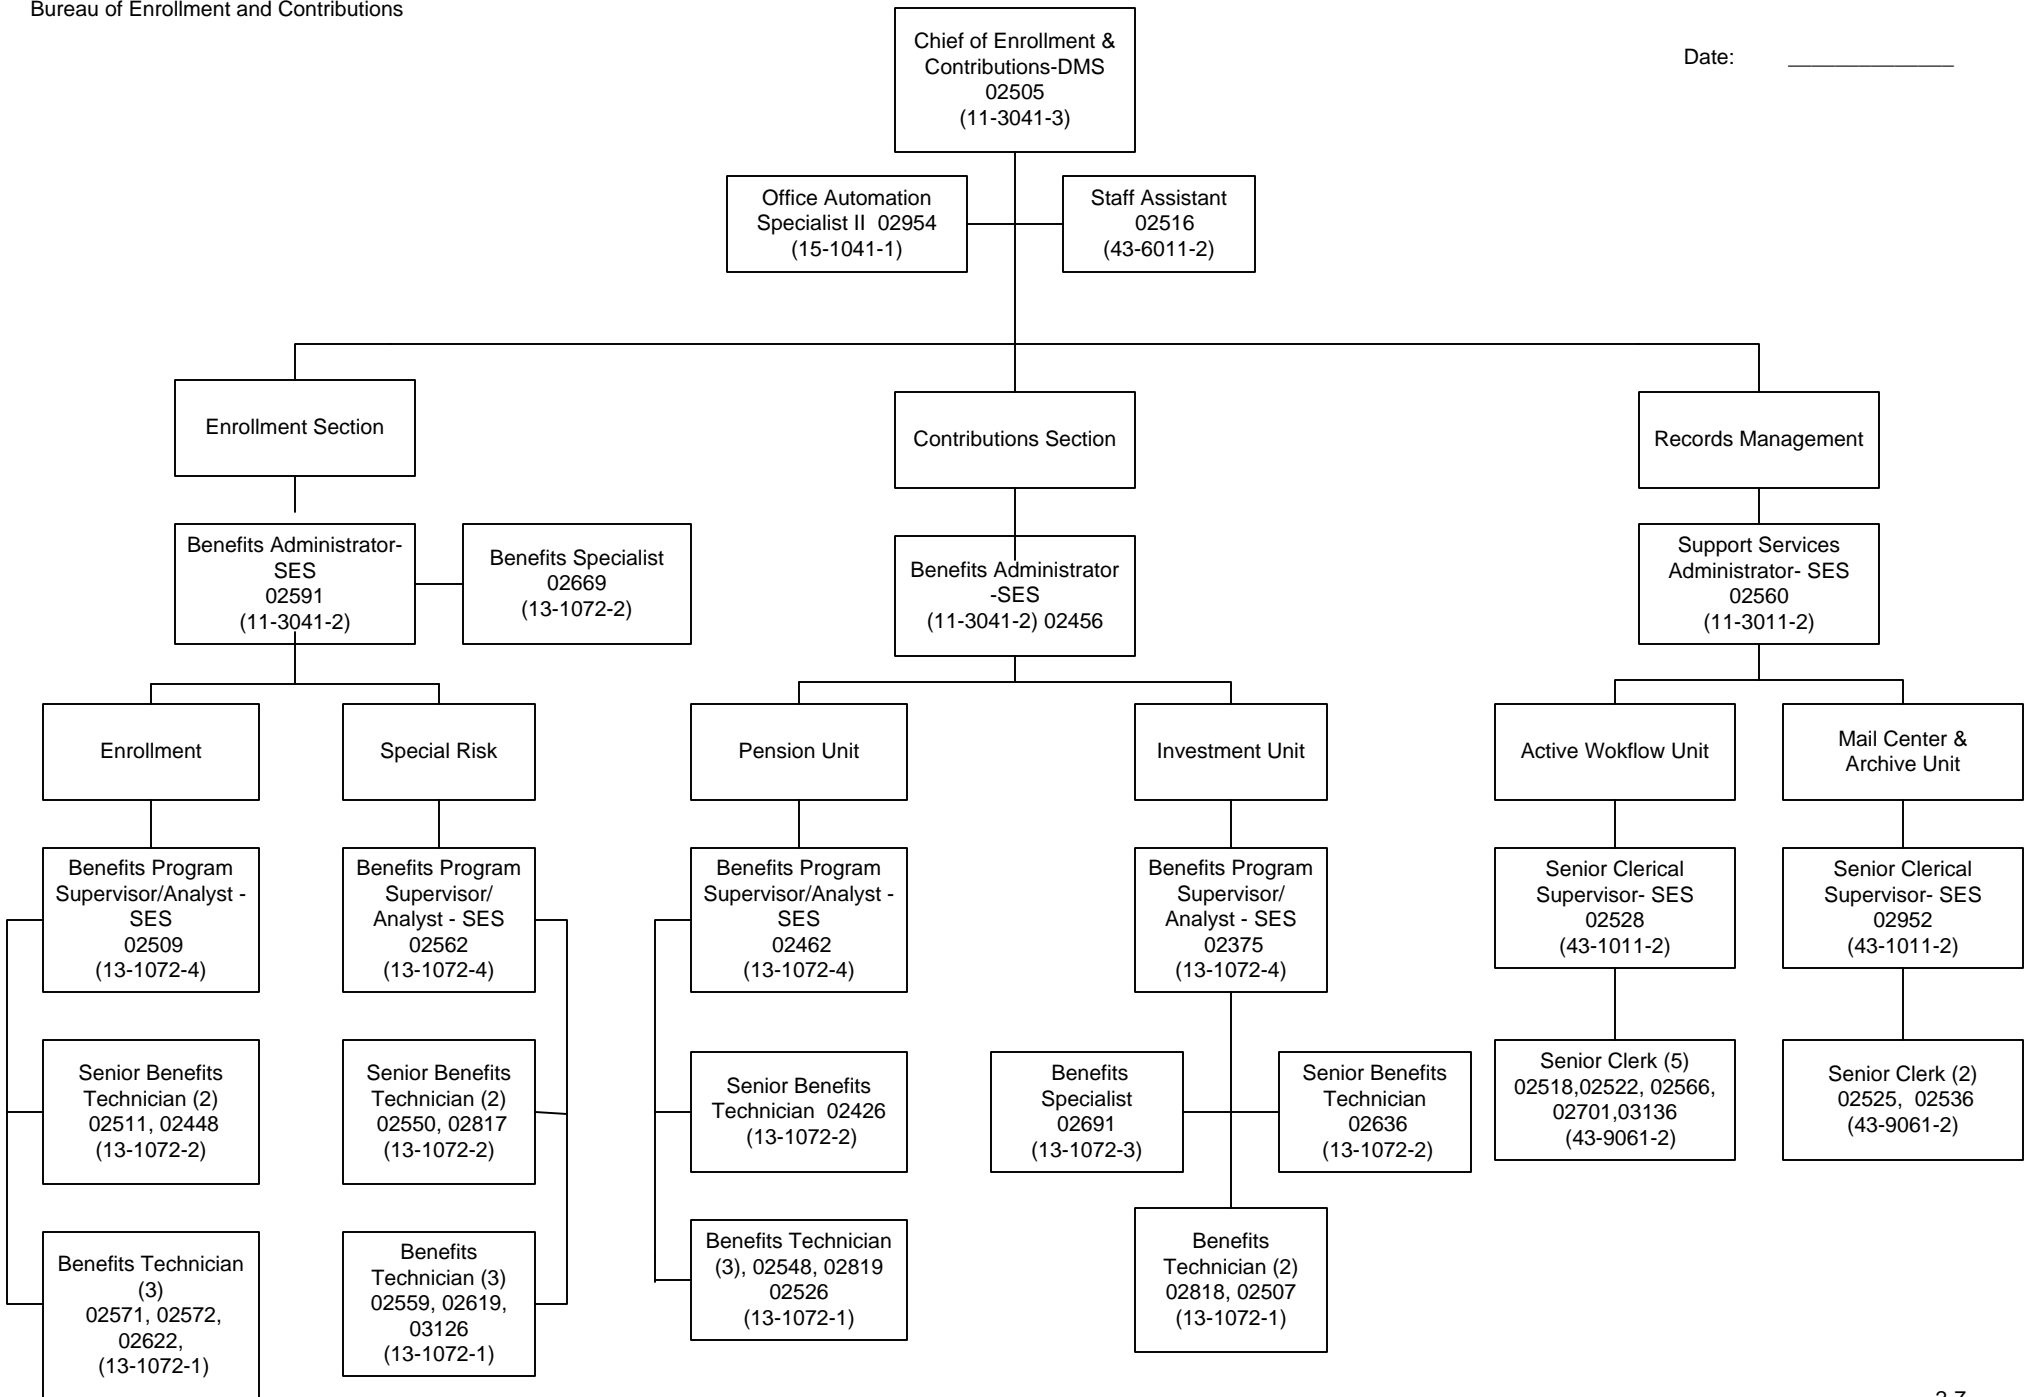 Bureau of Enrollment and Contributions
Chief of Enrollment &
Contributions-DMS
02505
(11-3041-3)
Date: _______________
Office Automation
Specialist II  02954
(15-1041-1)
Staff Assistant
02516
(43-6011-2)
Enrollment Section
Contributions Section
Records Management
Benefits Administrator-
SES
02591
(11-3041-2)
Benefits Specialist
02669
(13-1072-2)
Benefits Administrator
-SES
(11-3041-2) 02456
Support Services
Administrator- SES
02560
(11-3011-2)
Enrollment
Special Risk
Pension Unit
Investment Unit
Active Wokflow Unit
Mail Center &
Archive Unit
Benefits Program
Supervisor/Analyst -
SES
02509
(13-1072-4)
Benefits Program
Supervisor/
Analyst - SES
02562
(13-1072-4)
Benefits Program
Supervisor/Analyst -
SES
02462
(13-1072-4)
Benefits Program
Supervisor/
Analyst - SES
02375
(13-1072-4)
Senior Clerical
Supervisor- SES
02528
(43-1011-2)
Senior Clerical
Supervisor- SES
02952
(43-1011-2)
Senior Benefits
Technician (2)
02511, 02448
(13-1072-2)
Senior Benefits
Technician (2)
02550, 02817
(13-1072-2)
Senior Benefits
Technician  02426
(13-1072-2)
Benefits
Specialist
02691
(13-1072-3)
Senior Benefits
Technician
02636
(13-1072-2)
Senior Clerk (5)
02518,02522, 02566,
02701,03136
(43-9061-2)
Senior Clerk (2)
02525,  02536
(43-9061-2)
Benefits Technician
(3)
02571, 02572,
02622,
(13-1072-1)
Benefits
Technician (3)
02559, 02619,
03126
(13-1072-1)
Benefits Technician
(3), 02548, 02819
02526
(13-1072-1)
Benefits
Technician (2)
02818, 02507
(13-1072-1)